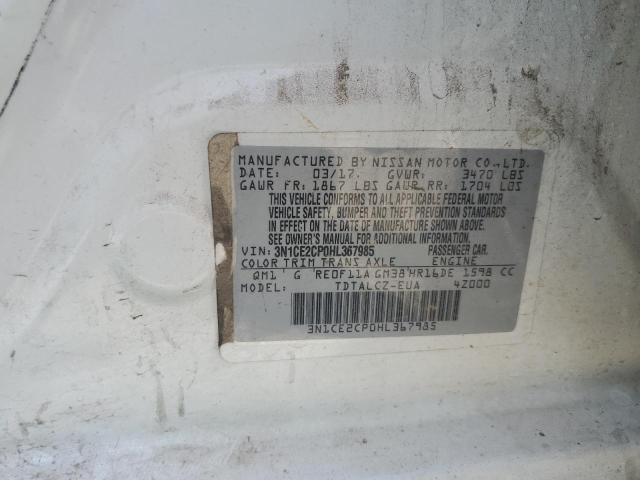 MANUFACTURED BY NISSAN MOTOR CO., LTD.
DATE: 03/17. GVWR: 3470 LBS
GAWR FR: 1867 LBS GAWR RR: 1704 LBS
THIS VEHICLE CONFORMS TO ALL APPLICABLE FEDERAL MOTOR
VEHICLE SAFETY, BUMPER AND THEFT PREVENTION STANDARDS
IN EFFECT ON THE DATE OF MANUFACTURE SHOWN ABOVE.
SEE OWNER'S MANUAL FOR ADDITIONAL INFORMATION.
VIN: 3N1CE2CP0HL367985 PASSENGER CAR.
COLOR TRIM TRANS AXLE ENGINE
QM1 G RE0F11A GM38 HR16DE 1598 CC
MODEL: TDTALCZ-EUA 4Z000
3N1CE2CP0HL367985